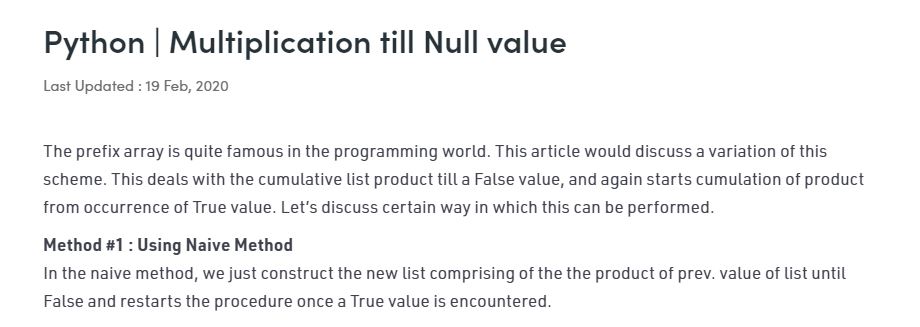 Python | Multiplication till Null value
Last Updated : 19 Feb, 2020
The prefix array is quite famous in the programming world. This article would discuss a variation of this
scheme. This deals with the cumulative list product till a False value, and again starts cumulation of product
from occurrence of True value. Let’s discuss certain way in which this can be performed.
Method #1 : Using Naive Method
In the naive method, we just construct the new list comprising of the the product of prev. value of list until
False and restarts the procedure once a True value is encountered.